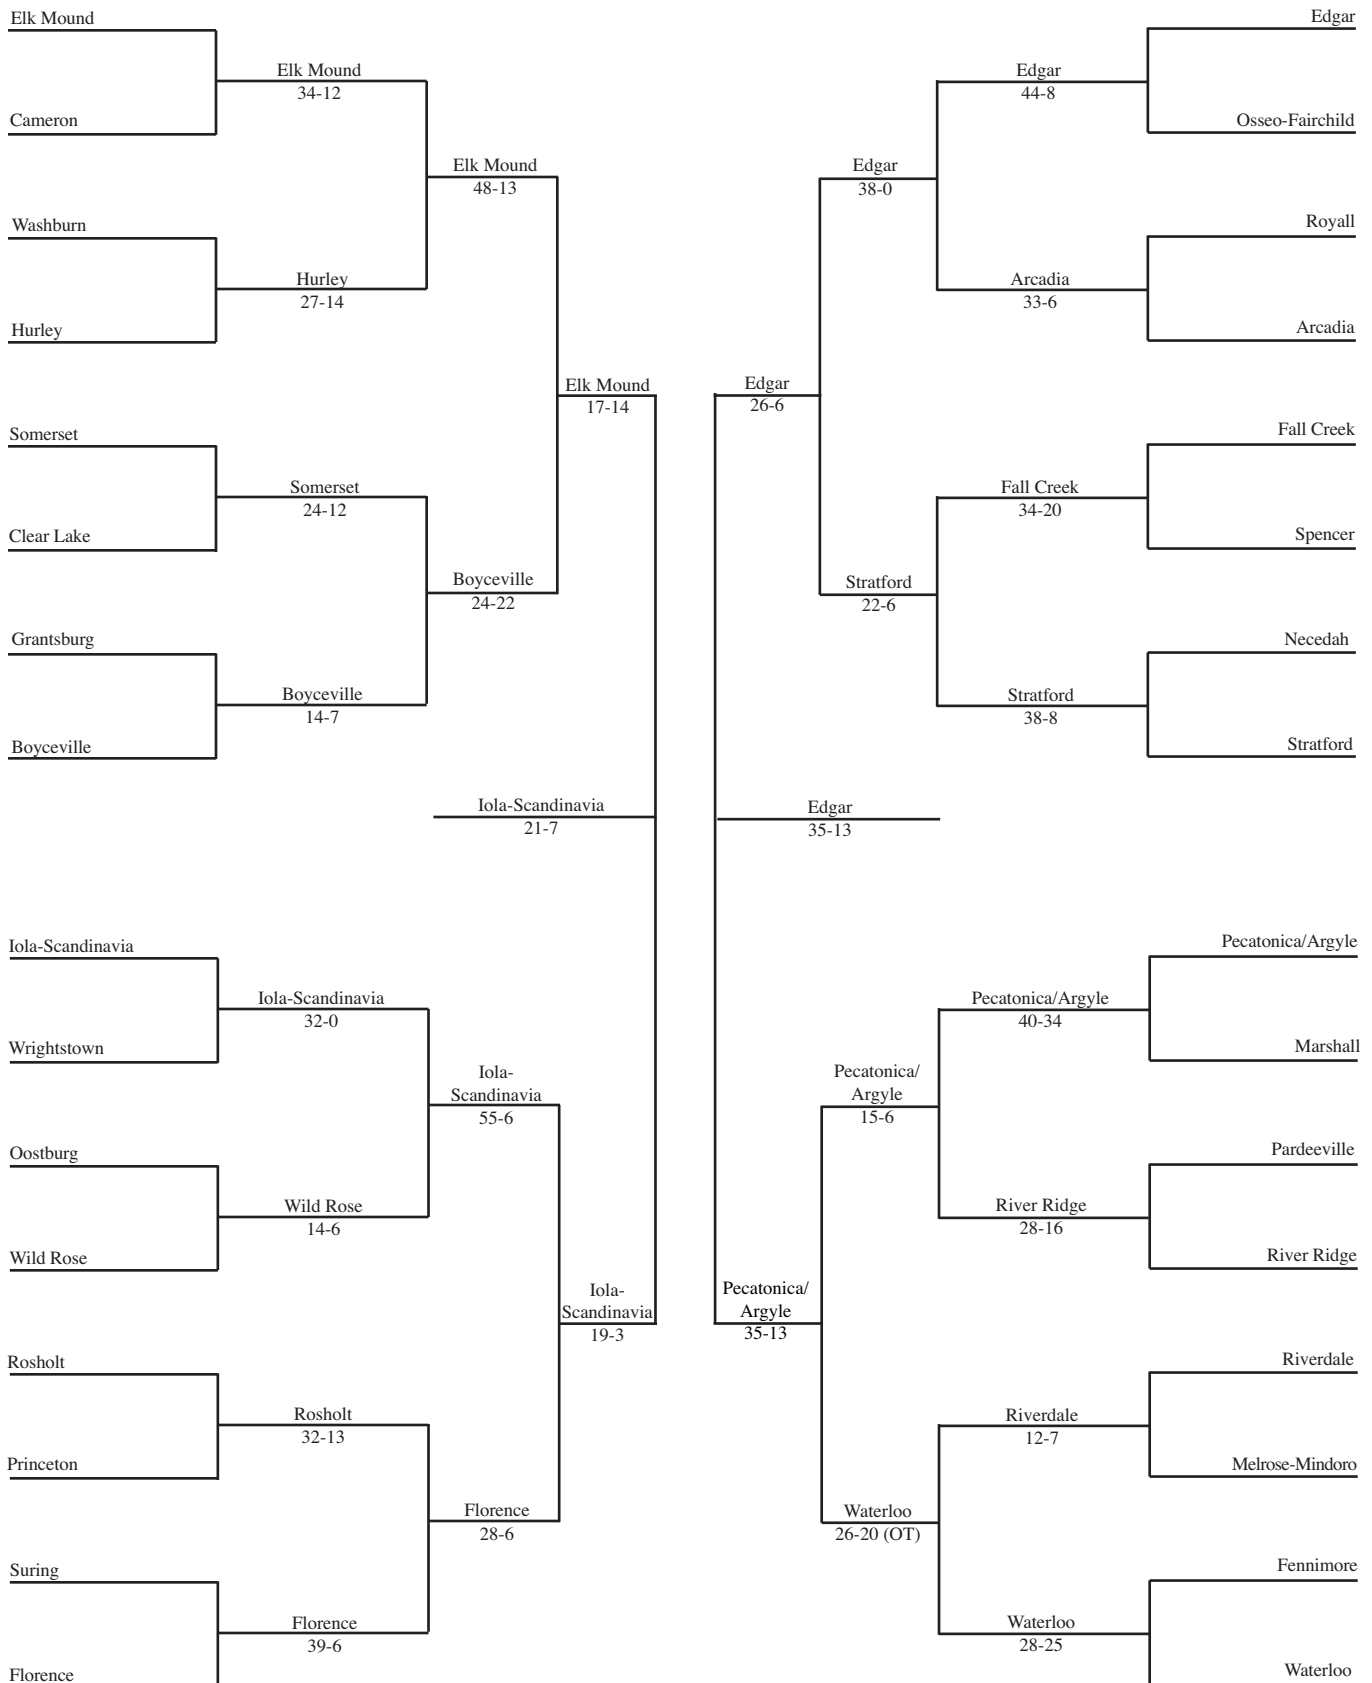 Elk Mound
Elk Mound
34-12
Cameron
Elk Mound
48-13
Washburn
Hurley
27-14
Hurley
Elk Mound
17-14
Somerset
Somerset
24-12
Clear Lake
Boyceville
24-22
Grantsburg
Boyceville
14-7
Boyceville
Iola-Scandinavia
21-7
Iola-Scandinavia
Iola-Scandinavia
32-0
Wrightstown
Iola-
Scandinavia
55-6
Oostburg
Wild Rose
14-6
Wild Rose
Iola-
Scandinavia
19-3
Rosholt
Rosholt
32-13
Princeton
Florence
28-6
Suring
Florence
39-6
Florence
Edgar
Edgar
44-8
Osseo-Fairchild
Edgar
38-0
Royall
Arcadia
33-6
Arcadia
Edgar
26-6
Fall Creek
Fall Creek
34-20
Spencer
Stratford
22-6
Necedah
Stratford
38-8
Stratford
Edgar
35-13
Pecatonica/Argyle
Pecatonica/Argyle
40-34
Marshall
Pecatonica/
Argyle
15-6
Pardeeville
River Ridge
28-16
River Ridge
Pecatonica/
Argyle
35-13
Riverdale
Riverdale
12-7
Melrose-Mindoro
Waterloo
26-20 (OT)
Fennimore
Waterloo
28-25
Waterloo